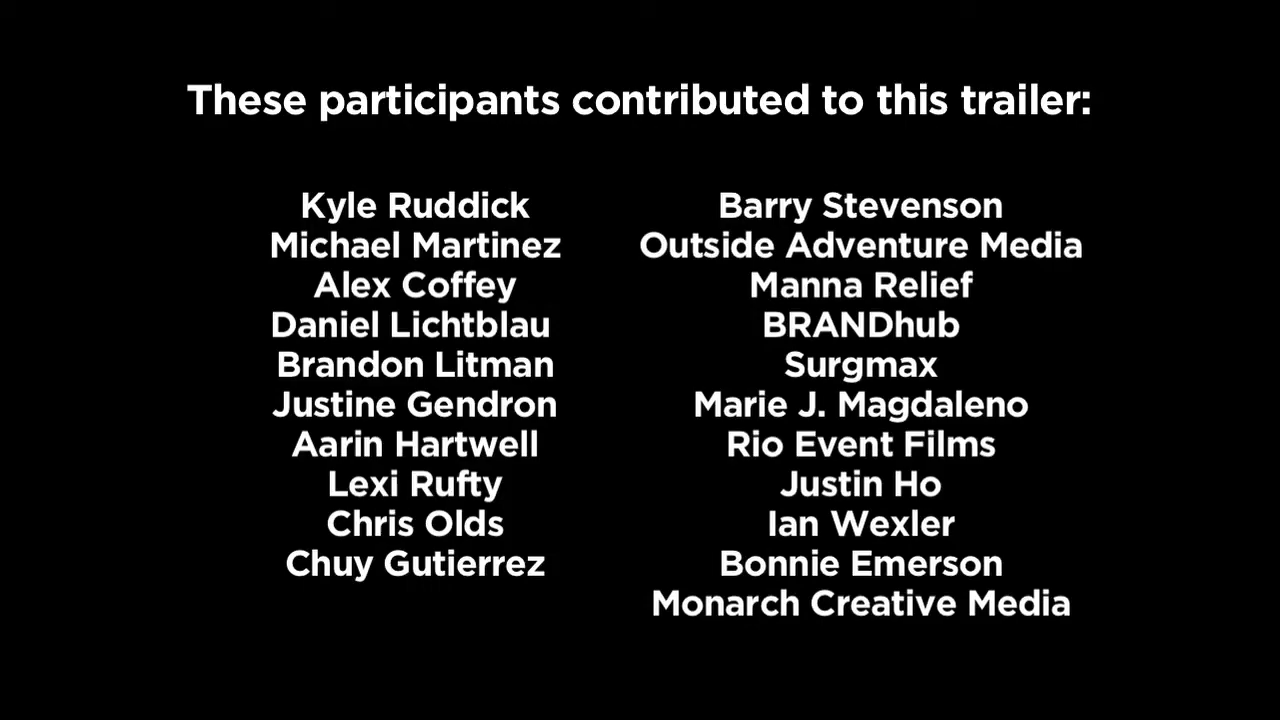 These participants contributed to this trailer:
Kyle Ruddick
Michael Martinez
Alex Coffey
Daniel Lichtblau
Brandon Litman
Justine Gendron
Aarin Hartwell
Lexi Rufty
Chris Olds
Chuy Gutierrez
Barry Stevenson
Outside Adventure Media
Manna Relief
BRANDhub
Surgmax
Marie J. Magdaleno
Rio Event Films
Justin Ho
Ian Wexler
Bonnie Emerson
Monarch Creative Media